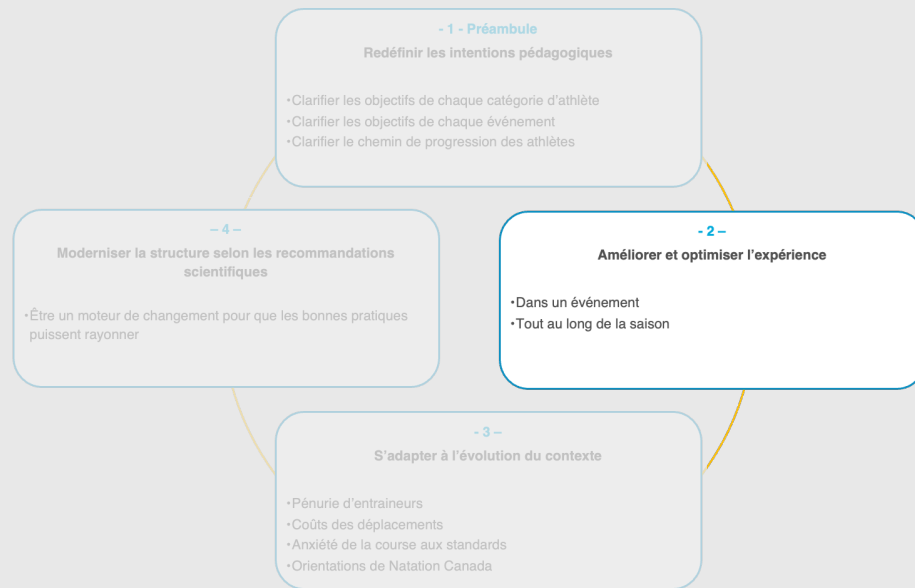 - 1 - Préambule
Redéfinir les intentions pédagogiques
•Clarifier les objectifs de chaque catégorie d’athlète
•Clarifier les objectifs de chaque événement
•Clarifier le chemin de progression des athlètes
– 4 –
Moderniser la structure selon les recommandations
scientifiques
•Être un moteur de changement pour que les bonnes pratiques
puissent rayonner
- 2 –
Améliorer et optimiser l’expérience
•Dans un événement
•Tout au long de la saison
- 3 –
S’adapter à l’évolution du contexte
•Pénurie d’entraineurs
•Coûts des déplacements
•Anxiété de la course aux standards
•Orientations de Natation Canada